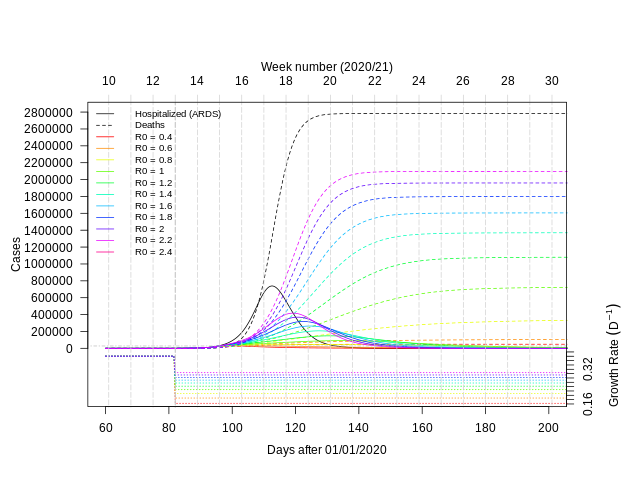 Week number (2020/21)
10 12 14 16 18 20 22 24 26 28 30
2800000
2600000
2400000
2200000
2000000
1800000
1600000
1400000
1200000
1000000
800000
600000
400000
200000
0
Cases
Hospitalized (ARDS)
Deaths
R0 = 0.4
R0 = 0.6
R0 = 0.8
R0 = 1
R0 = 1.2
R0 = 1.4
R0 = 1.6
R0 = 1.8
R0 = 2
R0 = 2.2
R0 = 2.4
0.32
0.16
Growth Rate (D⁻¹)
60 80 100 120 140 160 180 200
Days after 01/01/2020